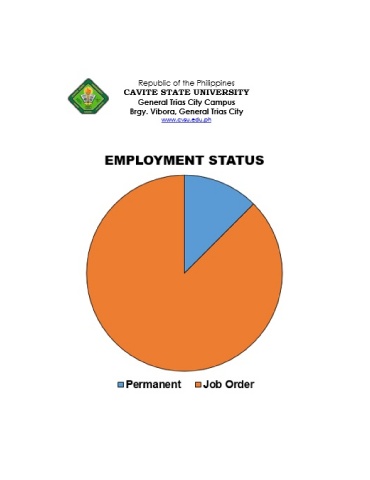 Republic of the Philippines
CAVITE STATE UNIVERSITY
General Trias City Campus
Brgy. Vibora, General Trias City
www.cvsu.edu.ph
EMPLOYMENT STATUS
Permanent Job Order